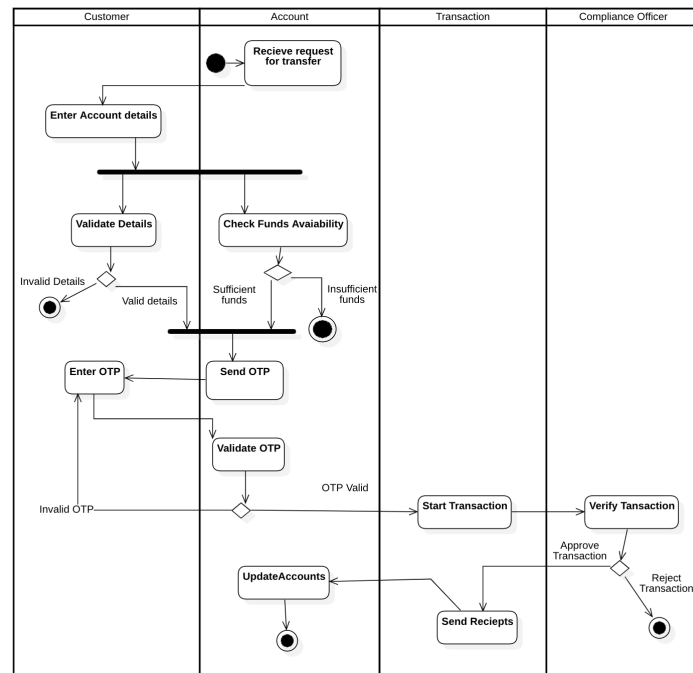 Customer
Account
Transaction
Compliance Officer
Recieve request
for transfer
Enter Account details
Validate Details
Check Funds Avaiability
Invalid Details
Valid details
Sufficient
funds
Insufficient
funds
Enter OTP
Send OTP
Validate OTP
OTP Valid
Invalid OTP
Start Transaction
Verify Tansaction
Approve
Transaction
UpdateAccounts
Reject
Transaction
Send Reciepts